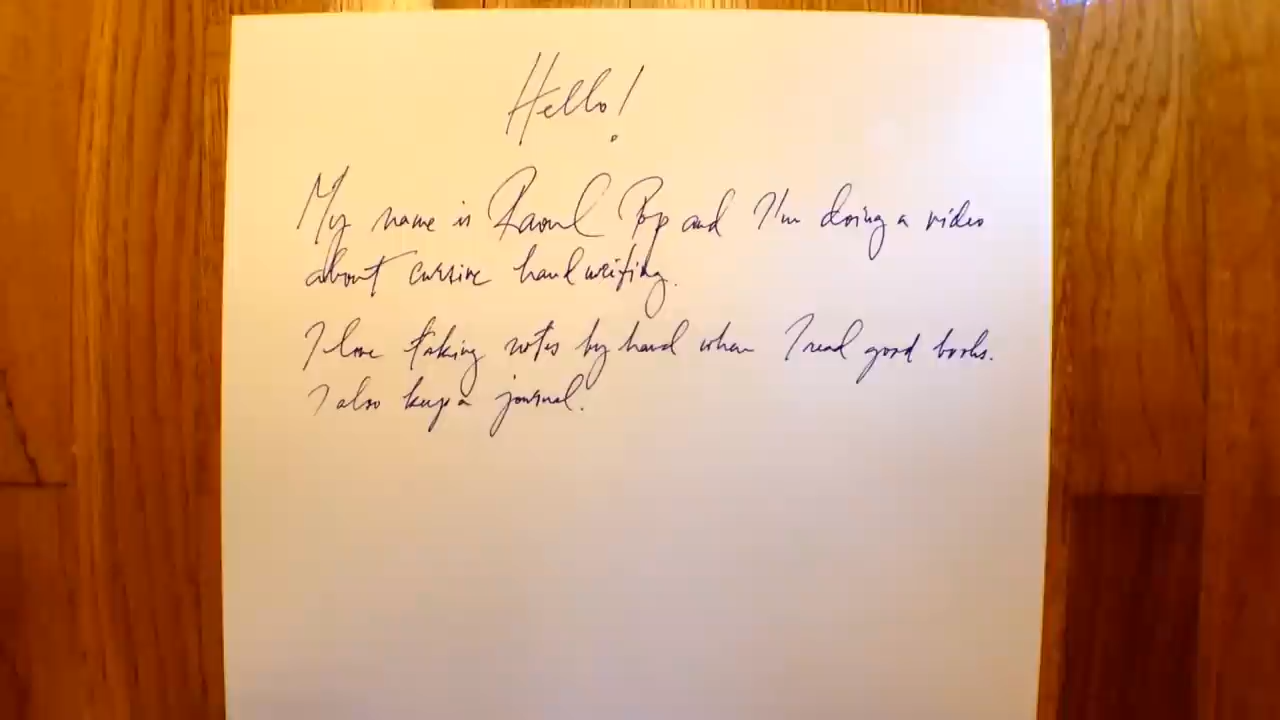 Hello!
My name is Raoul Pop and I'm doing a video
about cursive handwriting.
I love taking notes by hand when I read good books.
I also keep a journal.